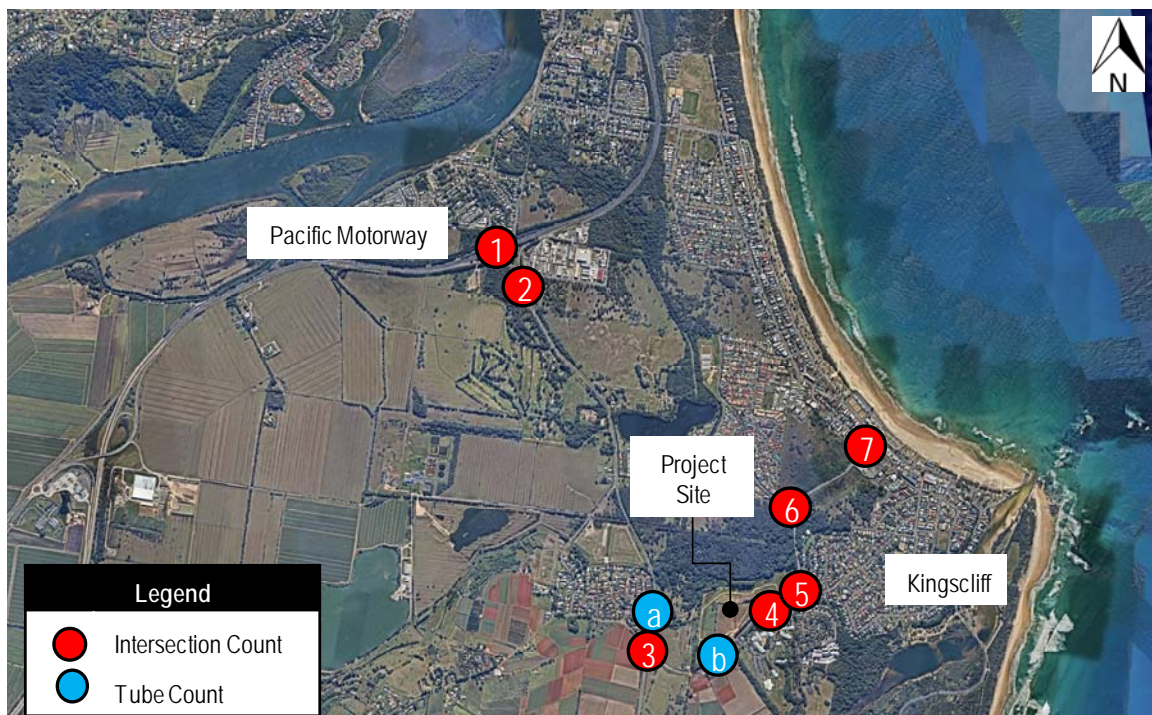 N
Pacific Motorway
1
2
7
Project
Site
6
Kingscliff
5
4
a
3
b
Legend
Intersection Count
Tube Count